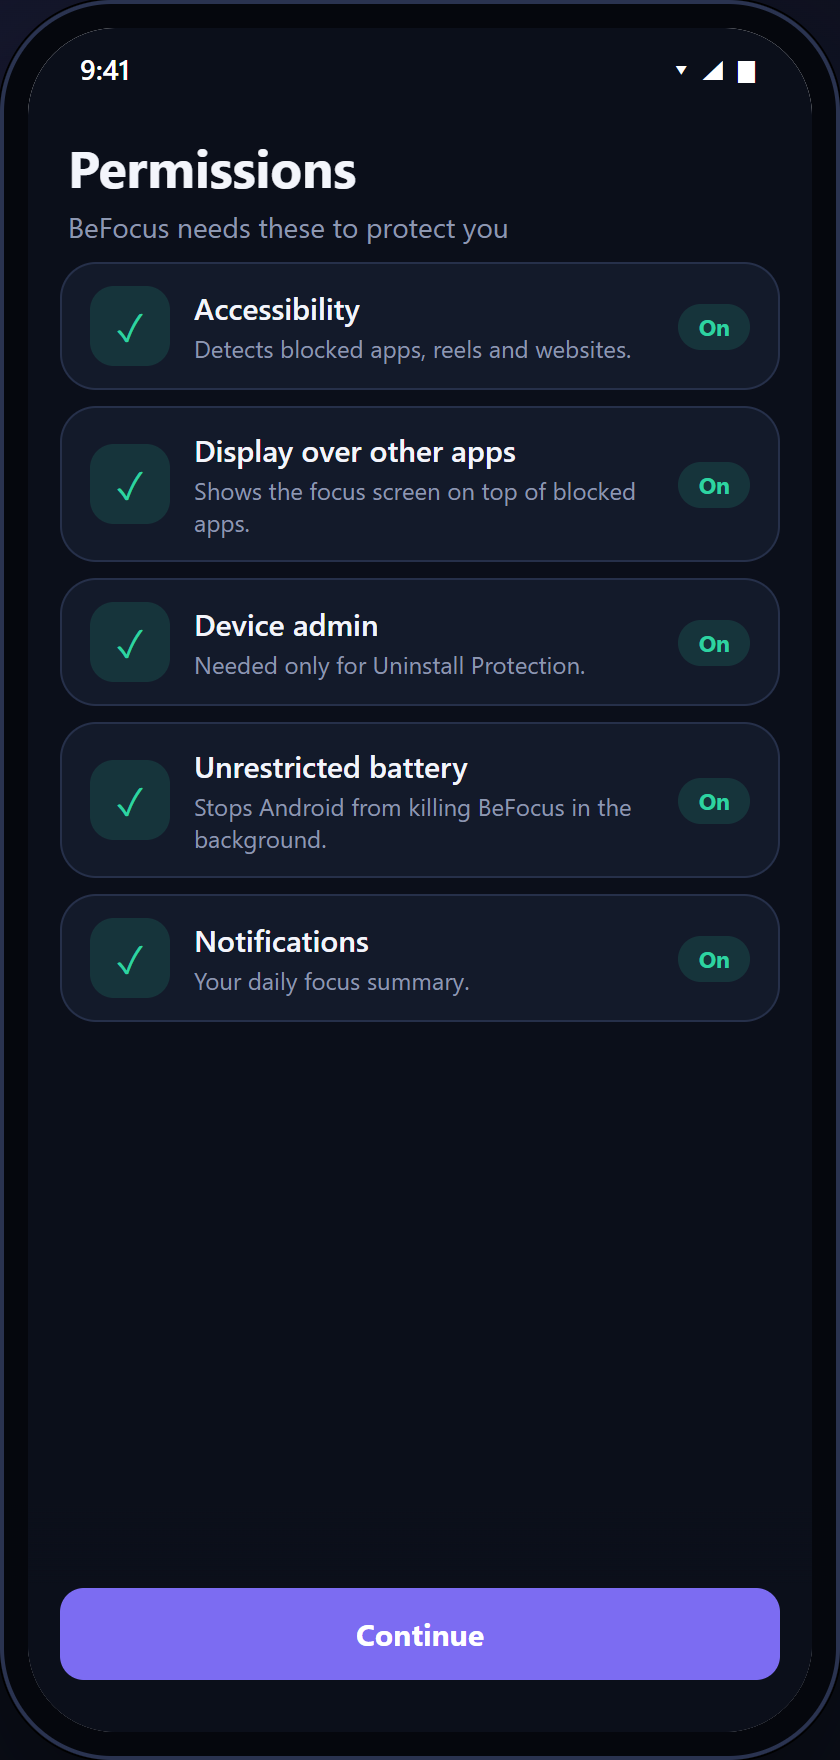 9:41
Permissions
BeFocus needs these to protect you
Accessibility
Detects blocked apps, reels and websites.
On
Display over other apps
Shows the focus screen on top of blocked
apps.
On
Device admin
Needed only for Uninstall Protection.
On
Unrestricted battery
Stops Android from killing BeFocus in the
background.
On
Notifications
Your daily focus summary.
On
Continue